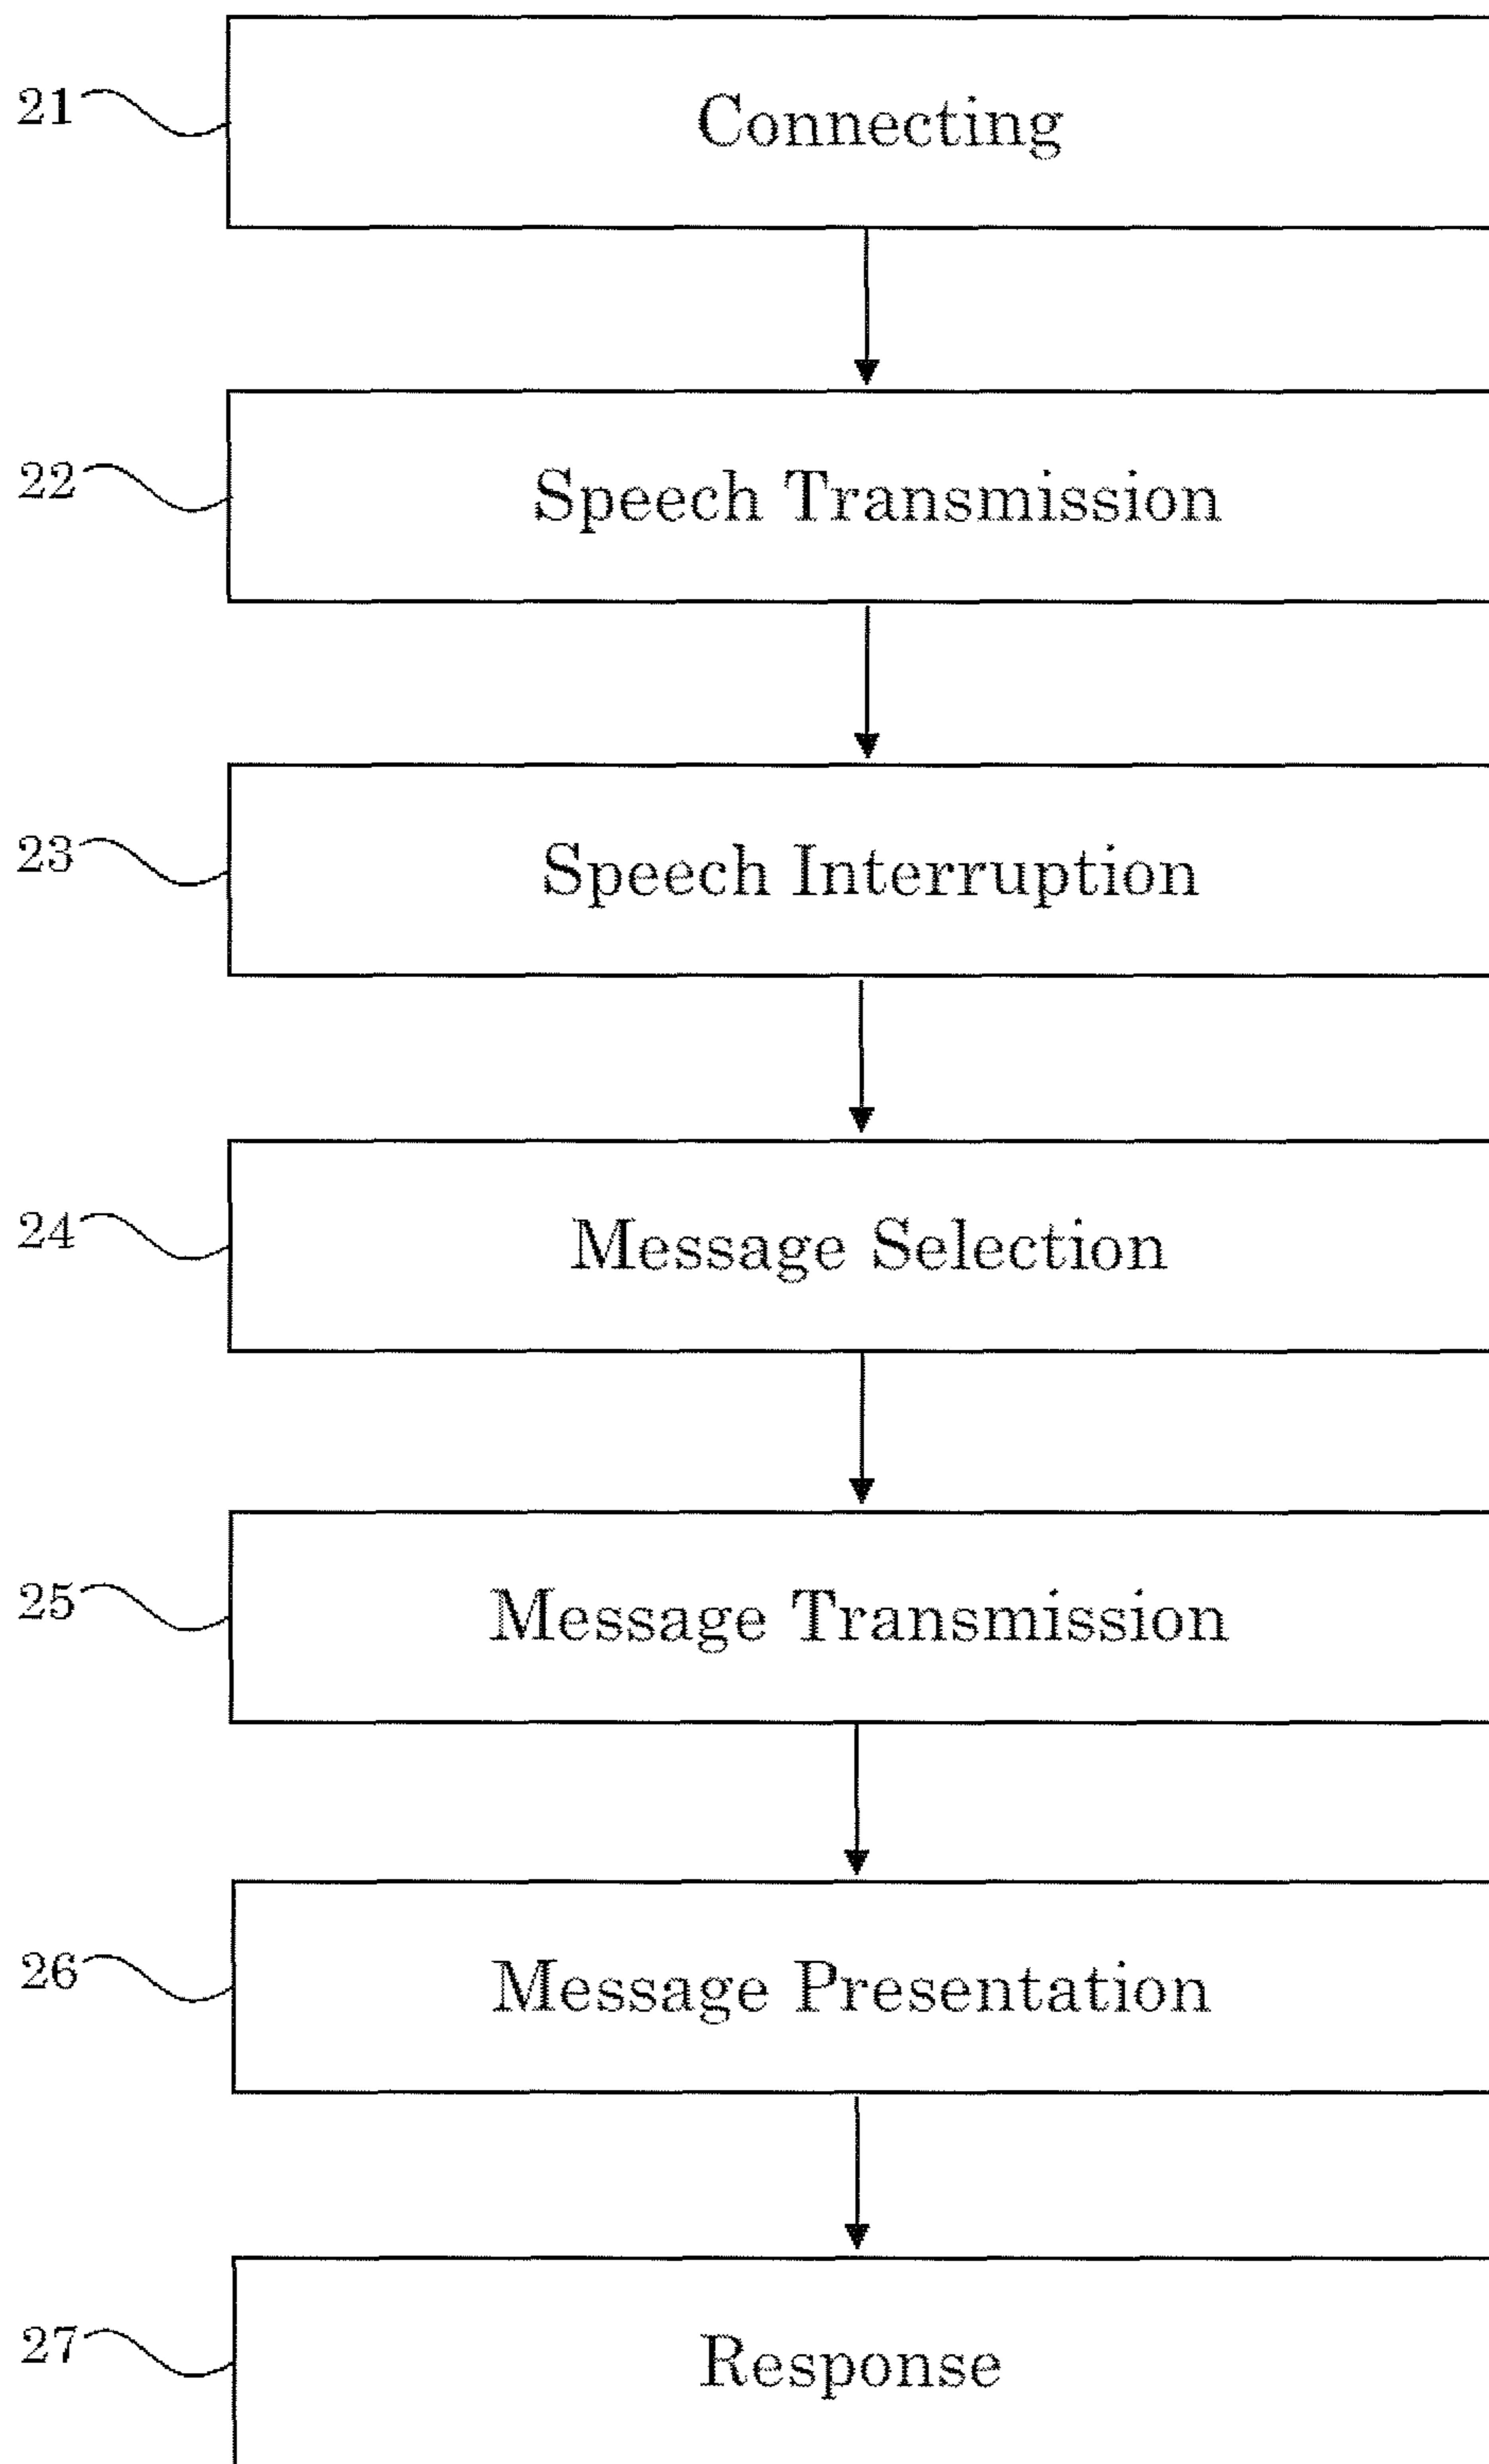 21 Connecting
22 Speech Transmission
23 Speech Interruption
24 Message Selection
25 Message Transmission
26 Message Presentation
27 Response